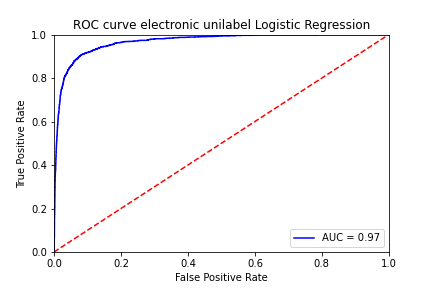 ROC curve electronic unilabel Logistic Regression
1.0
0.8
0.6
0.4
0.2
0.0
True Positive Rate
AUC = 0.97
0.0 0.2 0.4 0.6 0.8 1.0
False Positive Rate